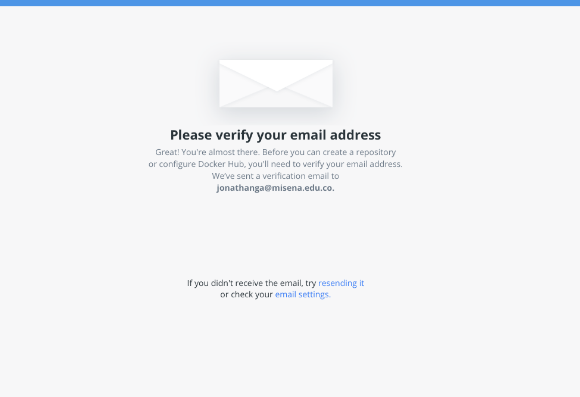 Please verify your email address
Great! You're almost there. Before you can create a repository
or configure Docker Hub, you'll need to verify your email address.
We've sent a verification email to
jonathanga@misena.edu.co.
If you didn't receive the email, try resending it
or check your email settings.